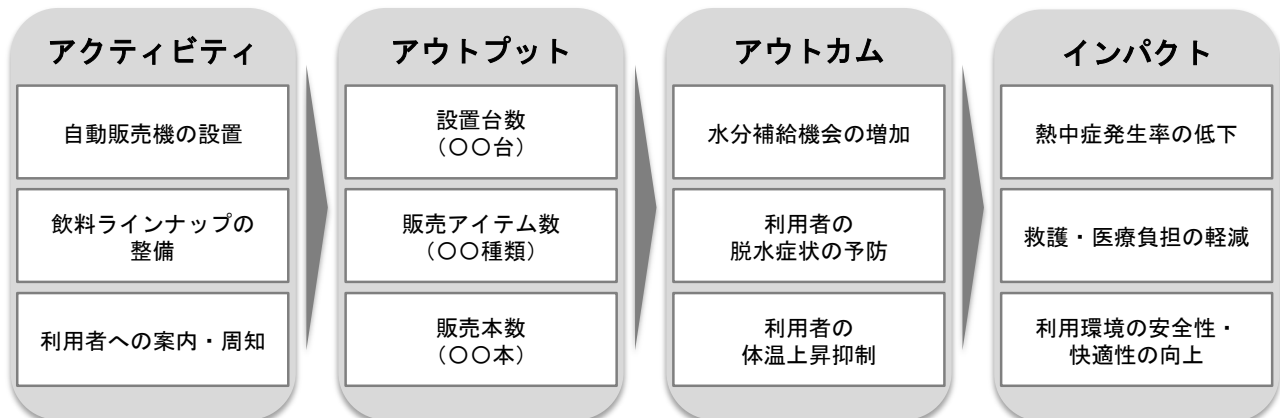 アクティビティ
自動販売機の設置
飲料ラインナップの
整備
利用者への案内・周知
アウトプット
設置台数
（〇〇台）
販売アイテム数
（〇〇種類）
販売本数
（〇〇本）
アウトカム
水分補給機会の増加
利用者の
脱水症状の予防
利用者の
体温上昇抑制
インパクト
熱中症発生率の低下
救護・医療負担の軽減
利用環境の安全性・
快適性の向上